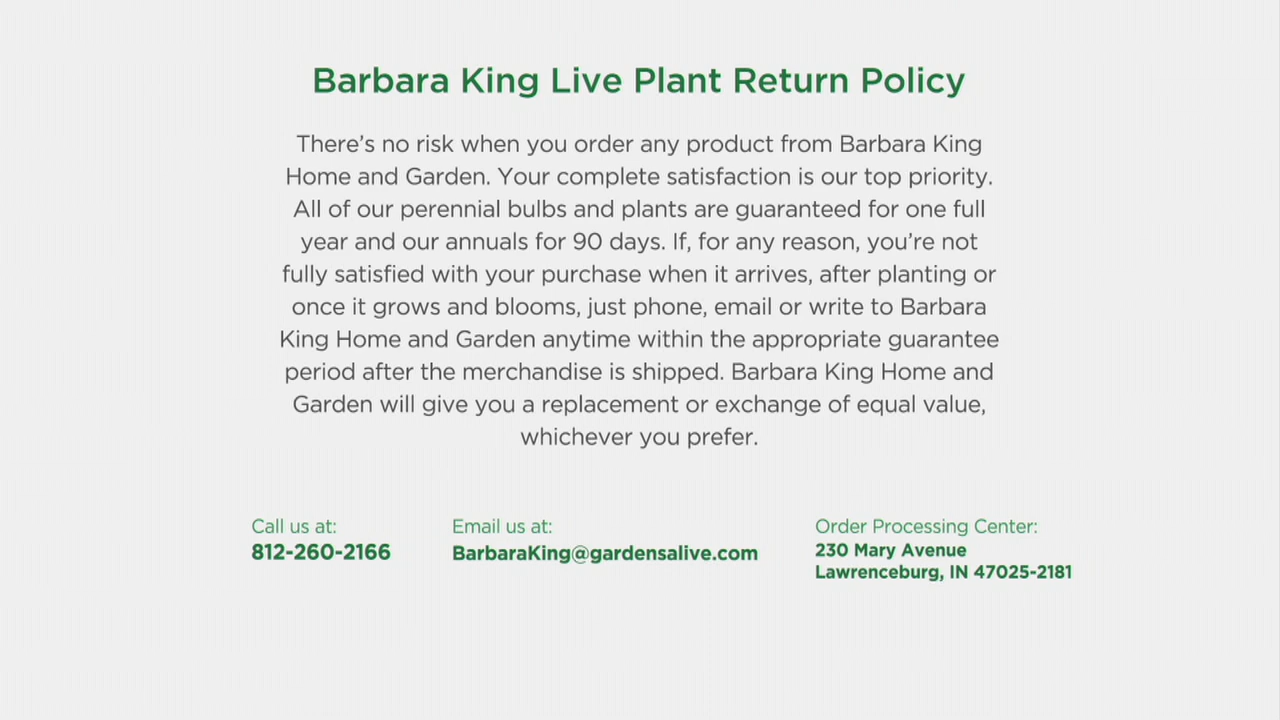 Barbara King Live Plant Return Policy
There's no risk when you order any product from Barbara King
Home and Garden. Your complete satisfaction is our top priority.
All of our perennial bulbs and plants are guaranteed for one full
year and our annuals for 90 days. If, for any reason, you're not
fully satisfied with your purchase when it arrives, after planting or
once it grows and blooms, just phone, email or write to Barbara
King Home and Garden anytime within the appropriate guarantee
period after the merchandise is shipped. Barbara King Home and
Garden will give you a replacement or exchange of equal value,
whichever you prefer.
Call us at:
812-260-2166
Email us at:
BarbaraKing@gardensalive.com
Order Processing Center:
230 Mary Avenue
Lawrenceburg, IN 47025-2181